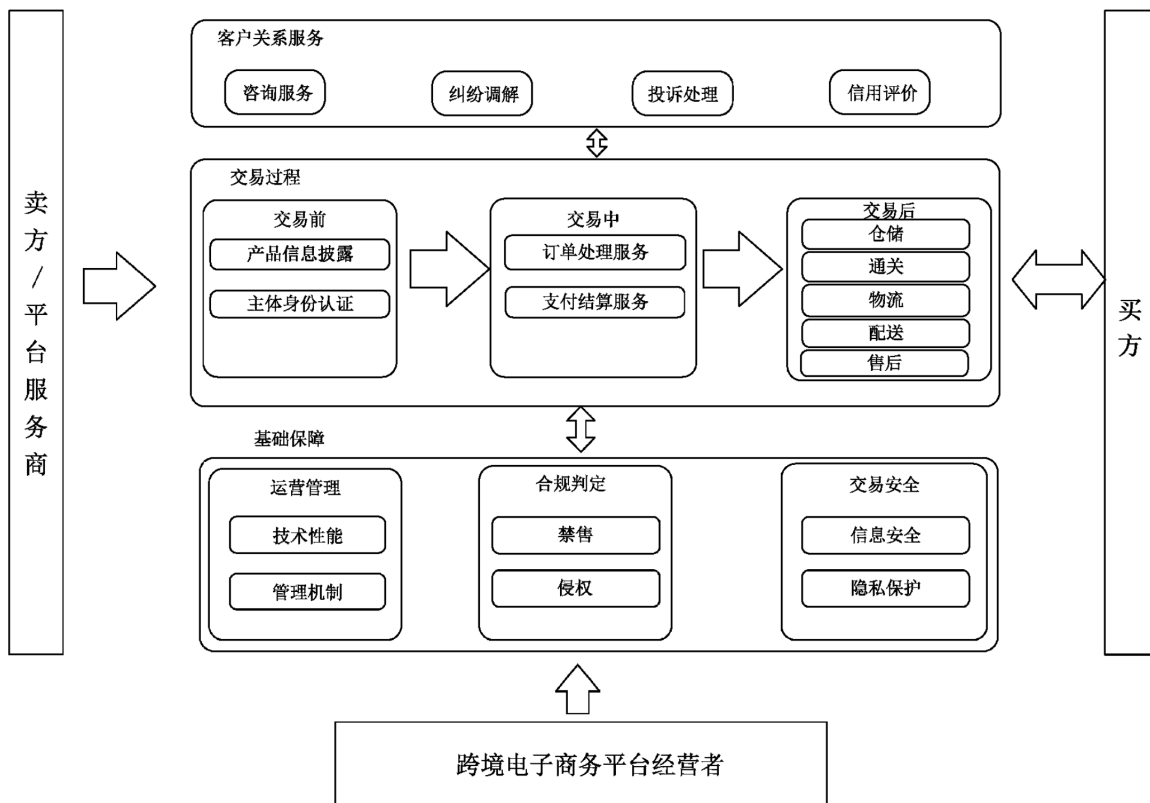 客户关系服务
咨询服务
纠纷调解
投诉处理
信用评价
卖方/平台服务商
交易过程
交易前
产品信息披露
主体身份认证
交易中
订单处理服务
支付结算服务
交易后
仓储
通关
物流
配送
售后
买方
基础保障
运营管理
技术性能
管理机制
合规判定
禁售
侵权
交易安全
信息安全
隐私保护
跨境电子商务平台经营者